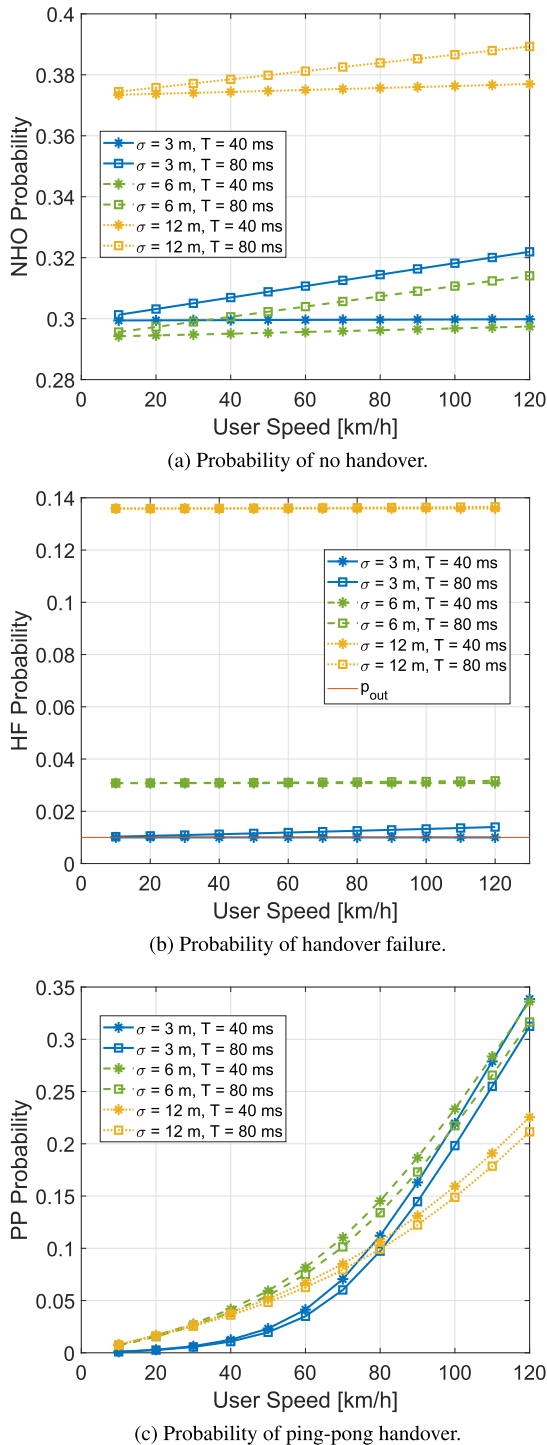 0.4
0.38
0.36
0.34
0.32
0.3
0.28
NHO Probability
σ = 3 m, T = 40 ms
σ = 3 m, T = 80 ms
σ = 6 m, T = 40 ms
σ = 6 m, T = 80 ms
σ = 12 m, T = 40 ms
σ = 12 m, T = 80 ms
0 20 40 60 80 100 120
User Speed [km/h]
(a) Probability of no handover.
0.14
0.12
0.1
0.08
0.06
0.04
0.02
0
HF Probability
σ = 3 m, T = 40 ms
σ = 3 m, T = 80 ms
σ = 6 m, T = 40 ms
σ = 6 m, T = 80 ms
σ = 12 m, T = 40 ms
σ = 12 m, T = 80 ms
p_out
0 20 40 60 80 100 120
User Speed [km/h]
(b) Probability of handover failure.
0.35
0.3
0.25
0.2
0.15
0.1
0.05
0
PP Probability
σ = 3 m, T = 40 ms
σ = 3 m, T = 80 ms
σ = 6 m, T = 40 ms
σ = 6 m, T = 80 ms
σ = 12 m, T = 40 ms
σ = 12 m, T = 80 ms
0 20 40 60 80 100 120
User Speed [km/h]
(c) Probability of ping-pong handover.